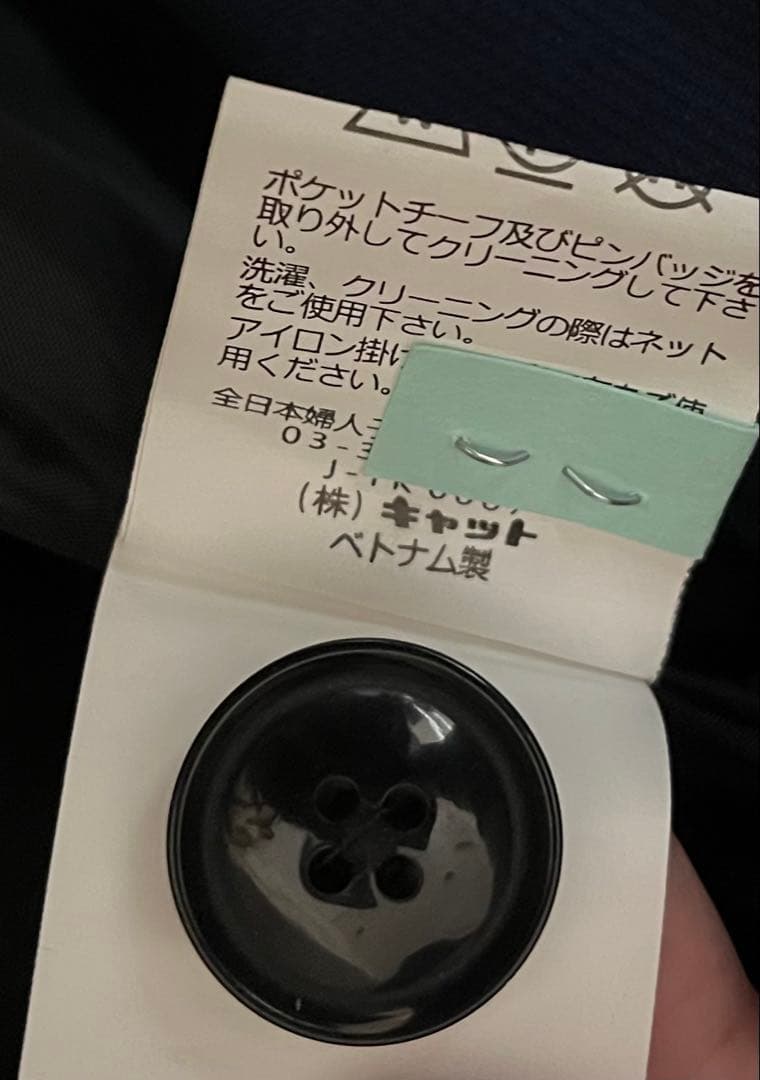 ポケットチーフ及びピンバッジを
取り外してクリーニングして下さ
い。
洗濯、クリーニングの際はネット
をご使用下さい。
アイロン掛け
用ください。
全日本婦人子
03-3
(株)キャット
ベトナム製